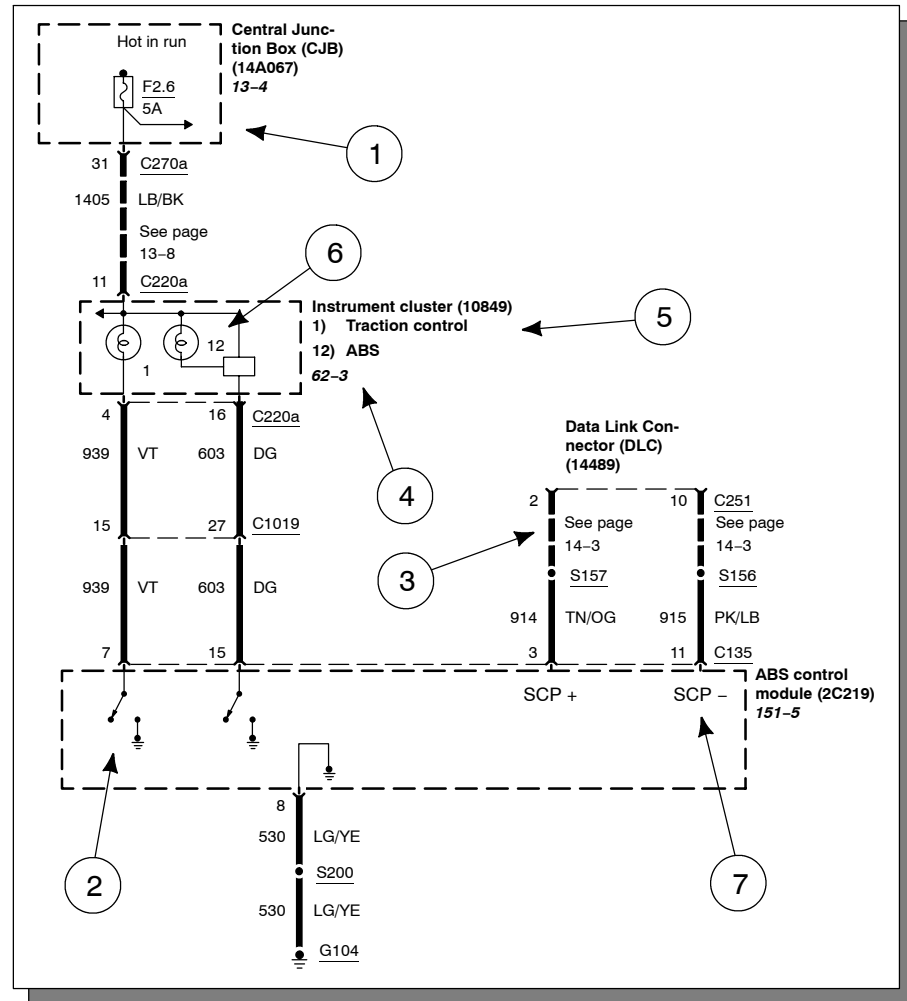 Hot in run
F2.6
5A
Central Junc-
tion Box (CJB)
(14A067)
13–4
1
31 C270a
1405 LB/BK
See page
13–8
11 C220a
6
12
1
Instrument cluster (10849)
1) Traction control
12) ABS
62–3
5
4 16 C220a
939 VT 603 DG
15 27 C1019
939 VT 603 DG
7 15
4
3
Data Link Con-
nector (DLC)
(14489)
2 10 C251
See page See page
14–3 14–3
S157 S156
914 TN/OG 915 PK/LB
3 11 C135
SCP + SCP –
ABS control
module (2C219)
151–5
2
7
8
530 LG/YE
S200
530 LG/YE
G104